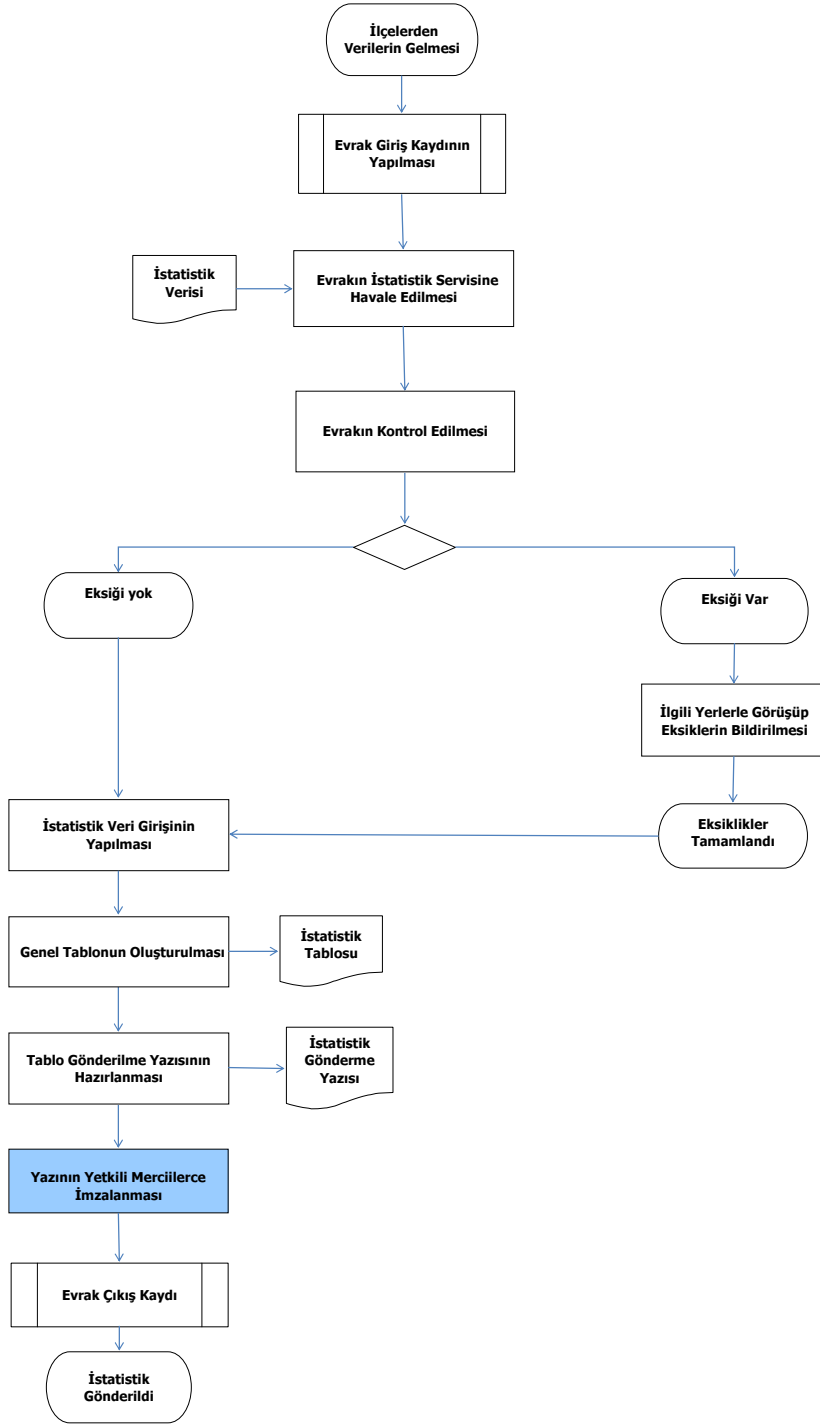 İlçelerden
Verilerin Gelmesi
Evrak Giriş Kaydının
Yapılması
İstatistik
Verisi
Evrakın İstatistik Servisine
Havale Edilmesi
Evrakın Kontrol Edilmesi
Eksiği yok
Eksiği Var
İlgili Yerlerle Görüşüp
Eksiklerin Bildirilmesi
İstatistik Veri Girişinin
Yapılması
Eksiklikler
Tamamlandı
Genel Tablonun Oluşturulması
İstatistik
Tablosu
Tablo Gönderilme Yazısının
Hazırlanması
İstatistik
Gönderme
Yazısı
Yazının Yetkili Merciilerce
İmzalanması
Evrak Çıkış Kaydı
İstatistik
Gönderildi